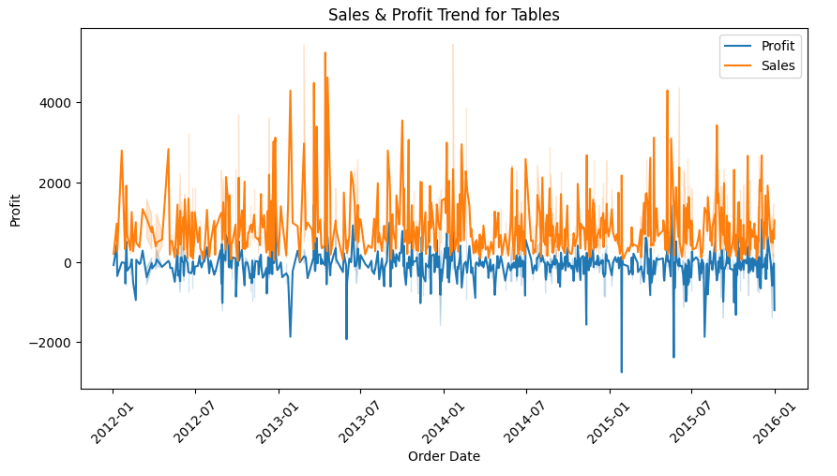 Sales & Profit Trend for Tables
Profit
Sales
4000
2000
0
−2000
Profit
2012-01
2012-07
2013-01
2013-07
2014-01
2014-07
2015-01
2015-07
2016-01
Order Date